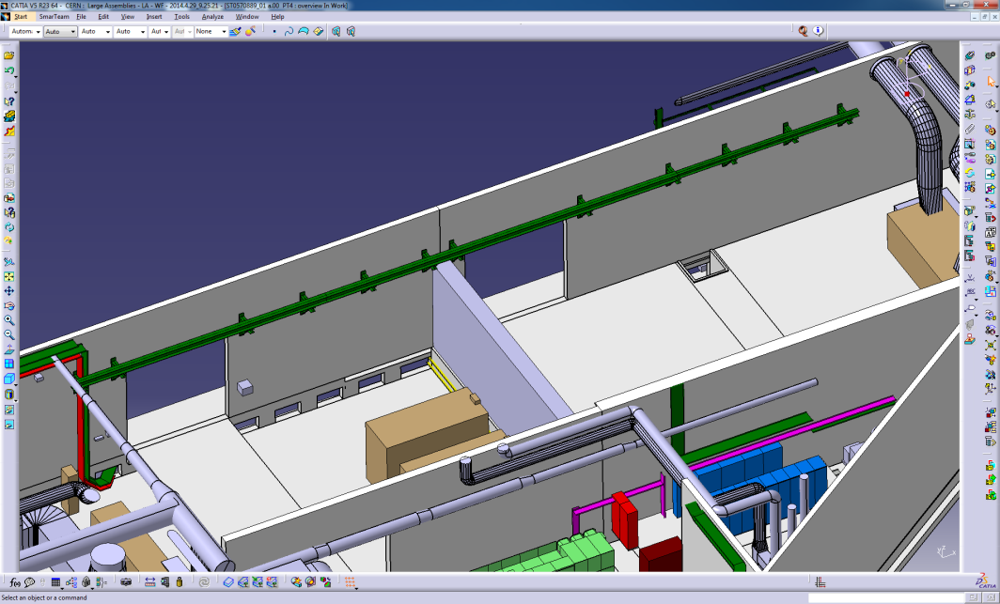 CATIA V5 R23 64 - CERN : Large Assemblies - LA - WF - 2014.4.29_9.25.21 - [ST0570889_01 a.00 PT4 : overview In Work]
Start SmarTeam File Edit View Insert Tools Analyze Window Help
Autom: Auto Auto Auto Aut Aut None
Select an object or a command